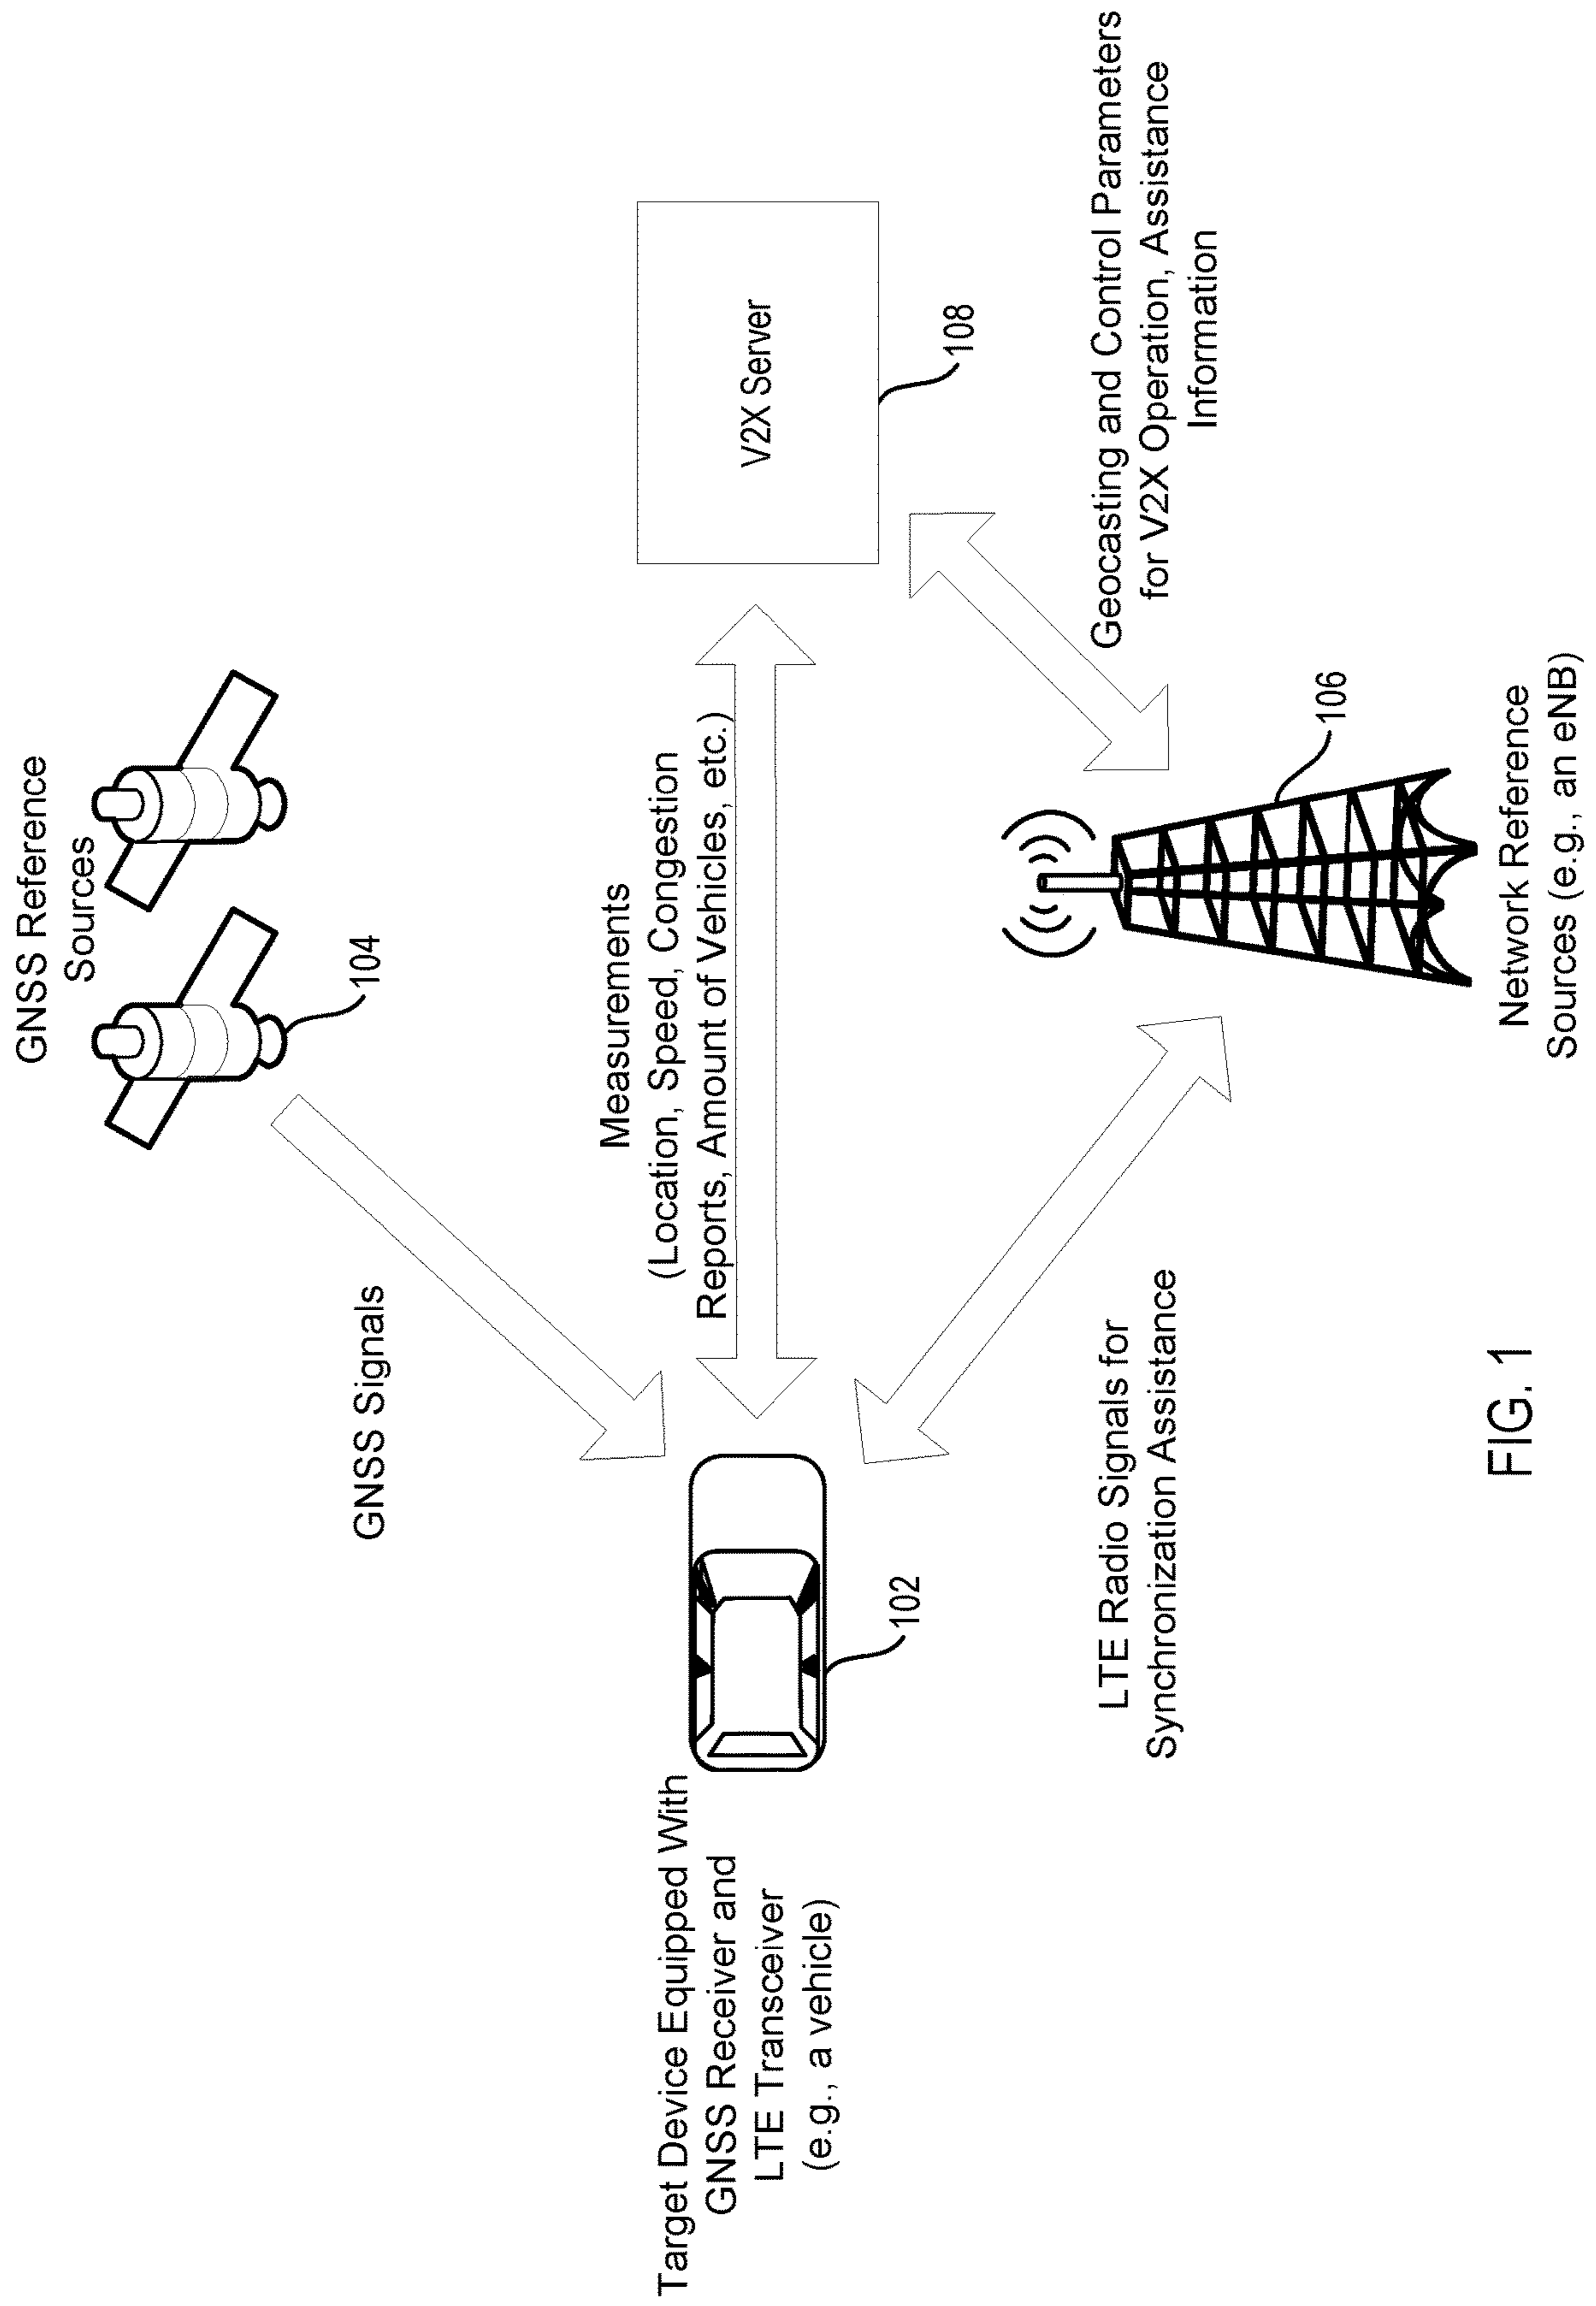 GNSS Reference
Sources
104
GNSS Signals
Measurements
(Location, Speed, Congestion
Reports, Amount of Vehicles, etc.)
V2X Server
108
Target Device Equipped With
GNSS Receiver and
LTE Transceiver
(e.g., a vehicle)
102
Geocasting and Control Parameters
for V2X Operation, Assistance
Information
LTE Radio Signals for
Synchronization Assistance
106
Network Reference
Sources (e.g., an eNB)
FIG. 1